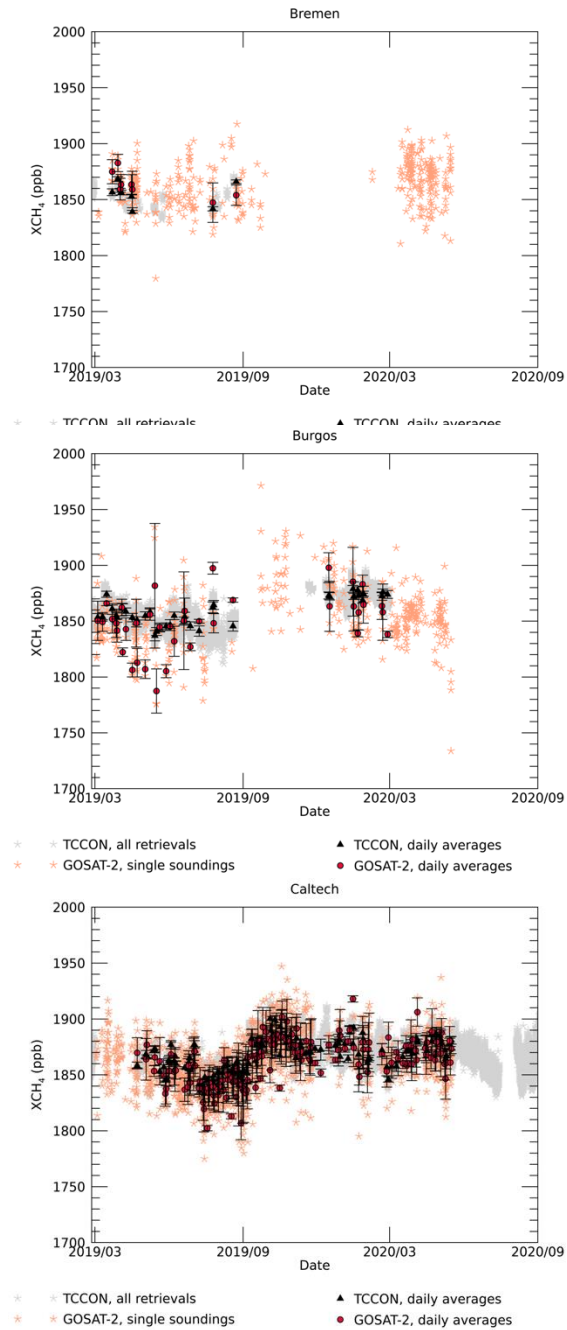 Bremen
2000
1950
1900
1850
1800
1750
1700
XCH₄ (ppb)
2019/03 2019/09 2020/03 2020/09
Date
TCCON, all retrievals TCCON, daily averages
Burgos
2000
1950
1900
1850
1800
1750
1700
XCH₄ (ppb)
2019/03 2019/09 2020/03 2020/09
Date
TCCON, all retrievals TCCON, daily averages
GOSAT-2, single soundings GOSAT-2, daily averages
Caltech
2000
1950
1900
1850
1800
1750
1700
XCH₄ (ppb)
2019/03 2019/09 2020/03 2020/09
Date
TCCON, all retrievals TCCON, daily averages
GOSAT-2, single soundings GOSAT-2, daily averages